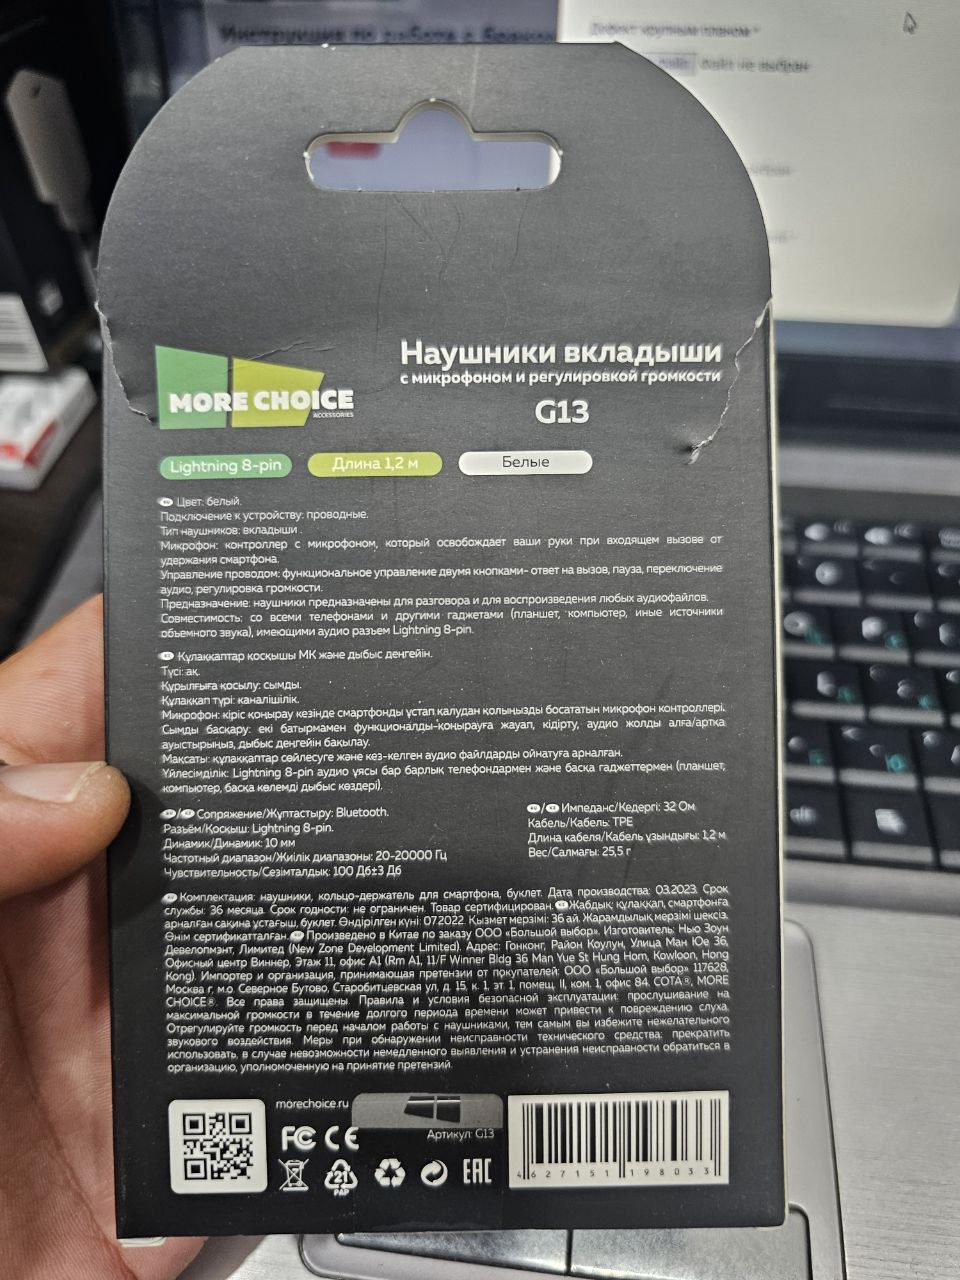 Инструкция по работе с браком
Дефект крупным планом *
Файл не выбран
Наушники вкладыши
с микрофоном и регулировкой громкости
G13
MORE CHOICE
ACCESSORIES
Lightning 8-pin
Длина 1,2 м
Белые
Цвет: белый.
Подключение к устройству: проводные.
Тип наушников: вкладыши .
Микрофон: контроллер с микрофоном, который освобождает ваши руки при входящем вызове от
удержания смартфона.
Управление проводом: функциональное управление двумя кнопками- ответ на вызов, пауза, переключение
аудио, регулировка громкости.
Предназначение: наушники предназначены для разговора и для воспроизведения любых аудиофайлов.
Совместимость: со всеми телефонами и другими гаджетами (планшет, компьютер, иные источники
объемного звука), имеющими аудио разъем Lightning 8-pin.
Құлаққаптар қосқышы МК және дыбыс деңгейін.
Түсі: ақ.
Құрылғыға қосылу: сымды.
Құлаққап түрі: каналішілік.
Микрофон: кіріс қоңырау кезінде смартфонды ұстап қалудан қолыңызды босататын микрофон контроллері.
Сымды басқару: екі батырмамен функционалды-қоңырауға жауап, кідірту, аудио жолды алға/артқа
ауыстырыңыз, дыбыс деңгейін бақылау.
Мақсаты: құлаққаптар сөйлесуге және кез-келген аудио файлдарды ойнатуға арналған.
Үйлесімділік: Lightning 8-pin аудио ұясы бар барлық телефондармен және басқа гаджеттермен (планшет,
компьютер, басқа көлемді дыбыс көздері).
Сопряжение/Жұптастыру: Bluetooth.
Разъём/Қосқыш: Lightning 8-pin.
Динамик/Динамик: 10 мм
Частотный диапазон/Жиілік диапазоны: 20-20000 Гц
Чувствительность/Сезімталдық: 100 Дб±3 Дб
Импеданс/Кедергі: 32 Ом
Кабель/Кабель: TPE
Длина кабеля/Кабель ұзындығы: 1,2 м
Вес/Салмағы: 25,5 г
Комплектация: наушники, кольцо-держатель для смартфона, буклет. Дата производства: 03.2023. Срок
службы: 36 месяца. Срок годности: не ограничен. Товар сертифицирован. Жабдық: құлаққап, смартфонға
арналған сақина ұстағыш, буклет. Өндірілген күні: 07.2022. Қызмет мерзімі: 36 ай. Жарамдылық мерзімі шексіз.
Өнім сертификатталған. Произведено в Китае по заказу ООО «Большой выбор». Изготовитель: Нью Зоун
Девелопмэнт, Лимитед (New Zone Development Limited). Адрес: Гонконг, Район Коулун, Улица Ман Юе 36,
Офисный центр Виннер, Этаж 11, офис А1 (Rm A1, 11/F Winner Bldg 36 Man Yue St Hung Hom, Kowloon, Hong
Kong). Импортер и организация, принимающая претензии от покупателей: ООО «Большой выбор» 117628,
Москва г, м.о. Северное Бутово, Старобитцевская ул, д. 15, к. 1, эт. 1, помещ. II, ком. 1, офис 84. COTA®, MORE
CHOICE®. Все права защищены. Правила и условия безопасной эксплуатации: прослушивание на
максимальной громкости в течение долгого периода времени может привести к повреждению слуха.
Отрегулируйте громкость перед началом работы с наушниками, тем самым вы избежите нежелательного
звукового воздействия. Меры при обнаружении неисправности технического средства: прекратить
использовать, в случае невозможности немедленного выявления и устранения неисправности обратиться в
организацию, уполномоченную на принятие претензий.
morechoice.ru
FC CE
Артикул: G13
21
PAP
EAC
4 627151 198033
alt